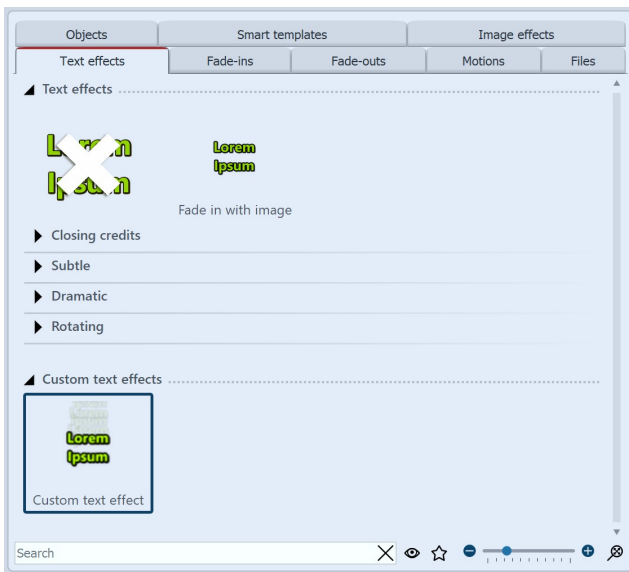 Objects
Smart templates
Image effects
Text effects
Fade-ins
Fade-outs
Motions
Files
Text effects
Lorem
Ipsum
Lorem
Ipsum
Fade in with image
Closing credits
Subtle
Dramatic
Rotating
Custom text effects
Lorem
Ipsum
Custom text effect
Search